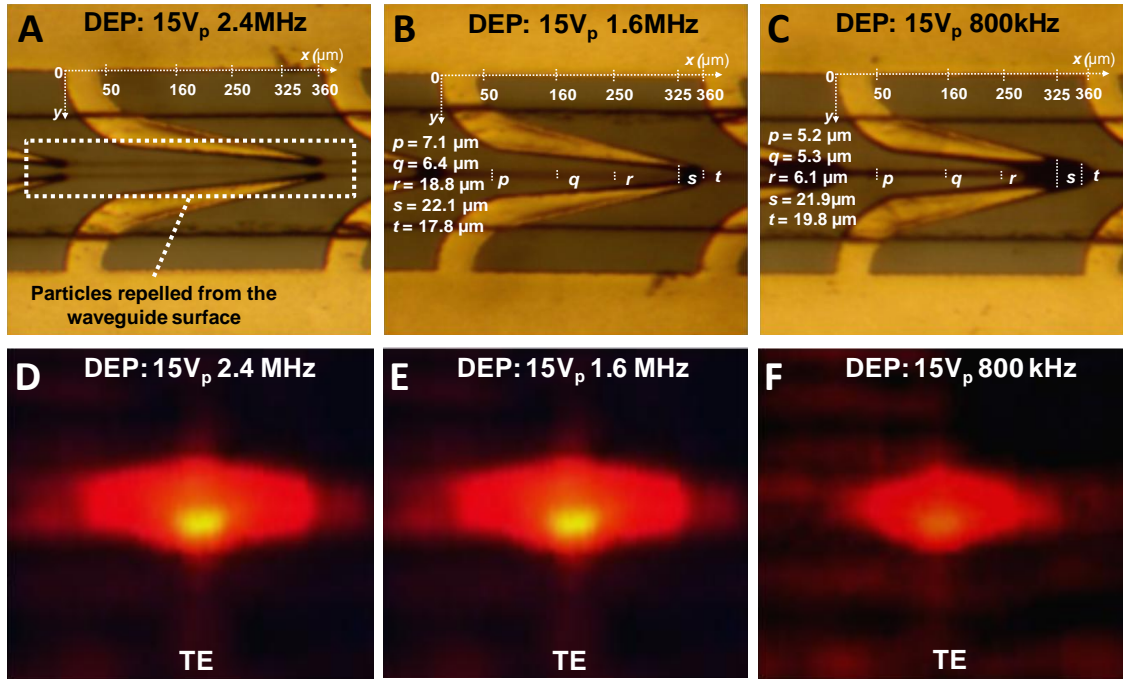 A DEP: 15Vp 2.4MHz
x (µm)
0
50 160 250 325 360
y
Particles repelled from the
waveguide surface
B DEP: 15Vp 1.6MHz
x (µm)
0
50 160 250 325 360
y
p = 7.1 µm
q = 6.4 µm
r = 18.8 µm
s = 22.1 µm
t = 17.8 µm
p q r s t
C DEP: 15Vp 800kHz
x (µm)
0
50 160 250 325 360
y
p = 5.2 µm
q = 5.3 µm
r = 6.1 µm
s = 21.9µm
t = 19.8 µm
p q r s t
D DEP: 15Vp 2.4 MHz
TE
E DEP: 15Vp 1.6 MHz
TE
F DEP: 15Vp 800 kHz
TE